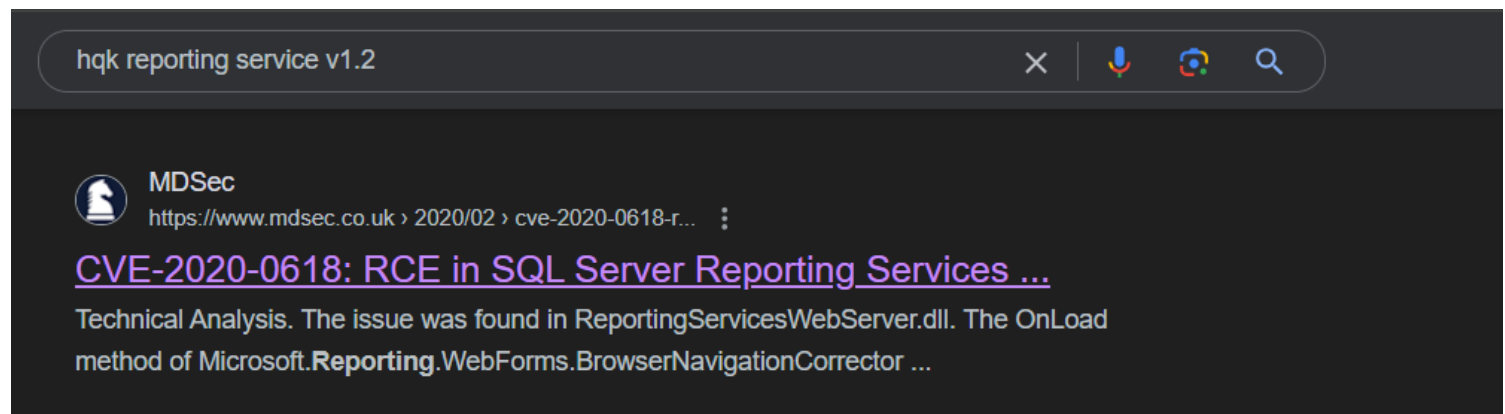 hqk reporting service v1.2
MDSec
https://www.mdsec.co.uk › 2020/02 › cve-2020-0618-r...
CVE-2020-0618: RCE in SQL Server Reporting Services ...
Technical Analysis. The issue was found in ReportingServicesWebServer.dll. The OnLoad
method of Microsoft.Reporting.WebForms.BrowserNavigationCorrector ...